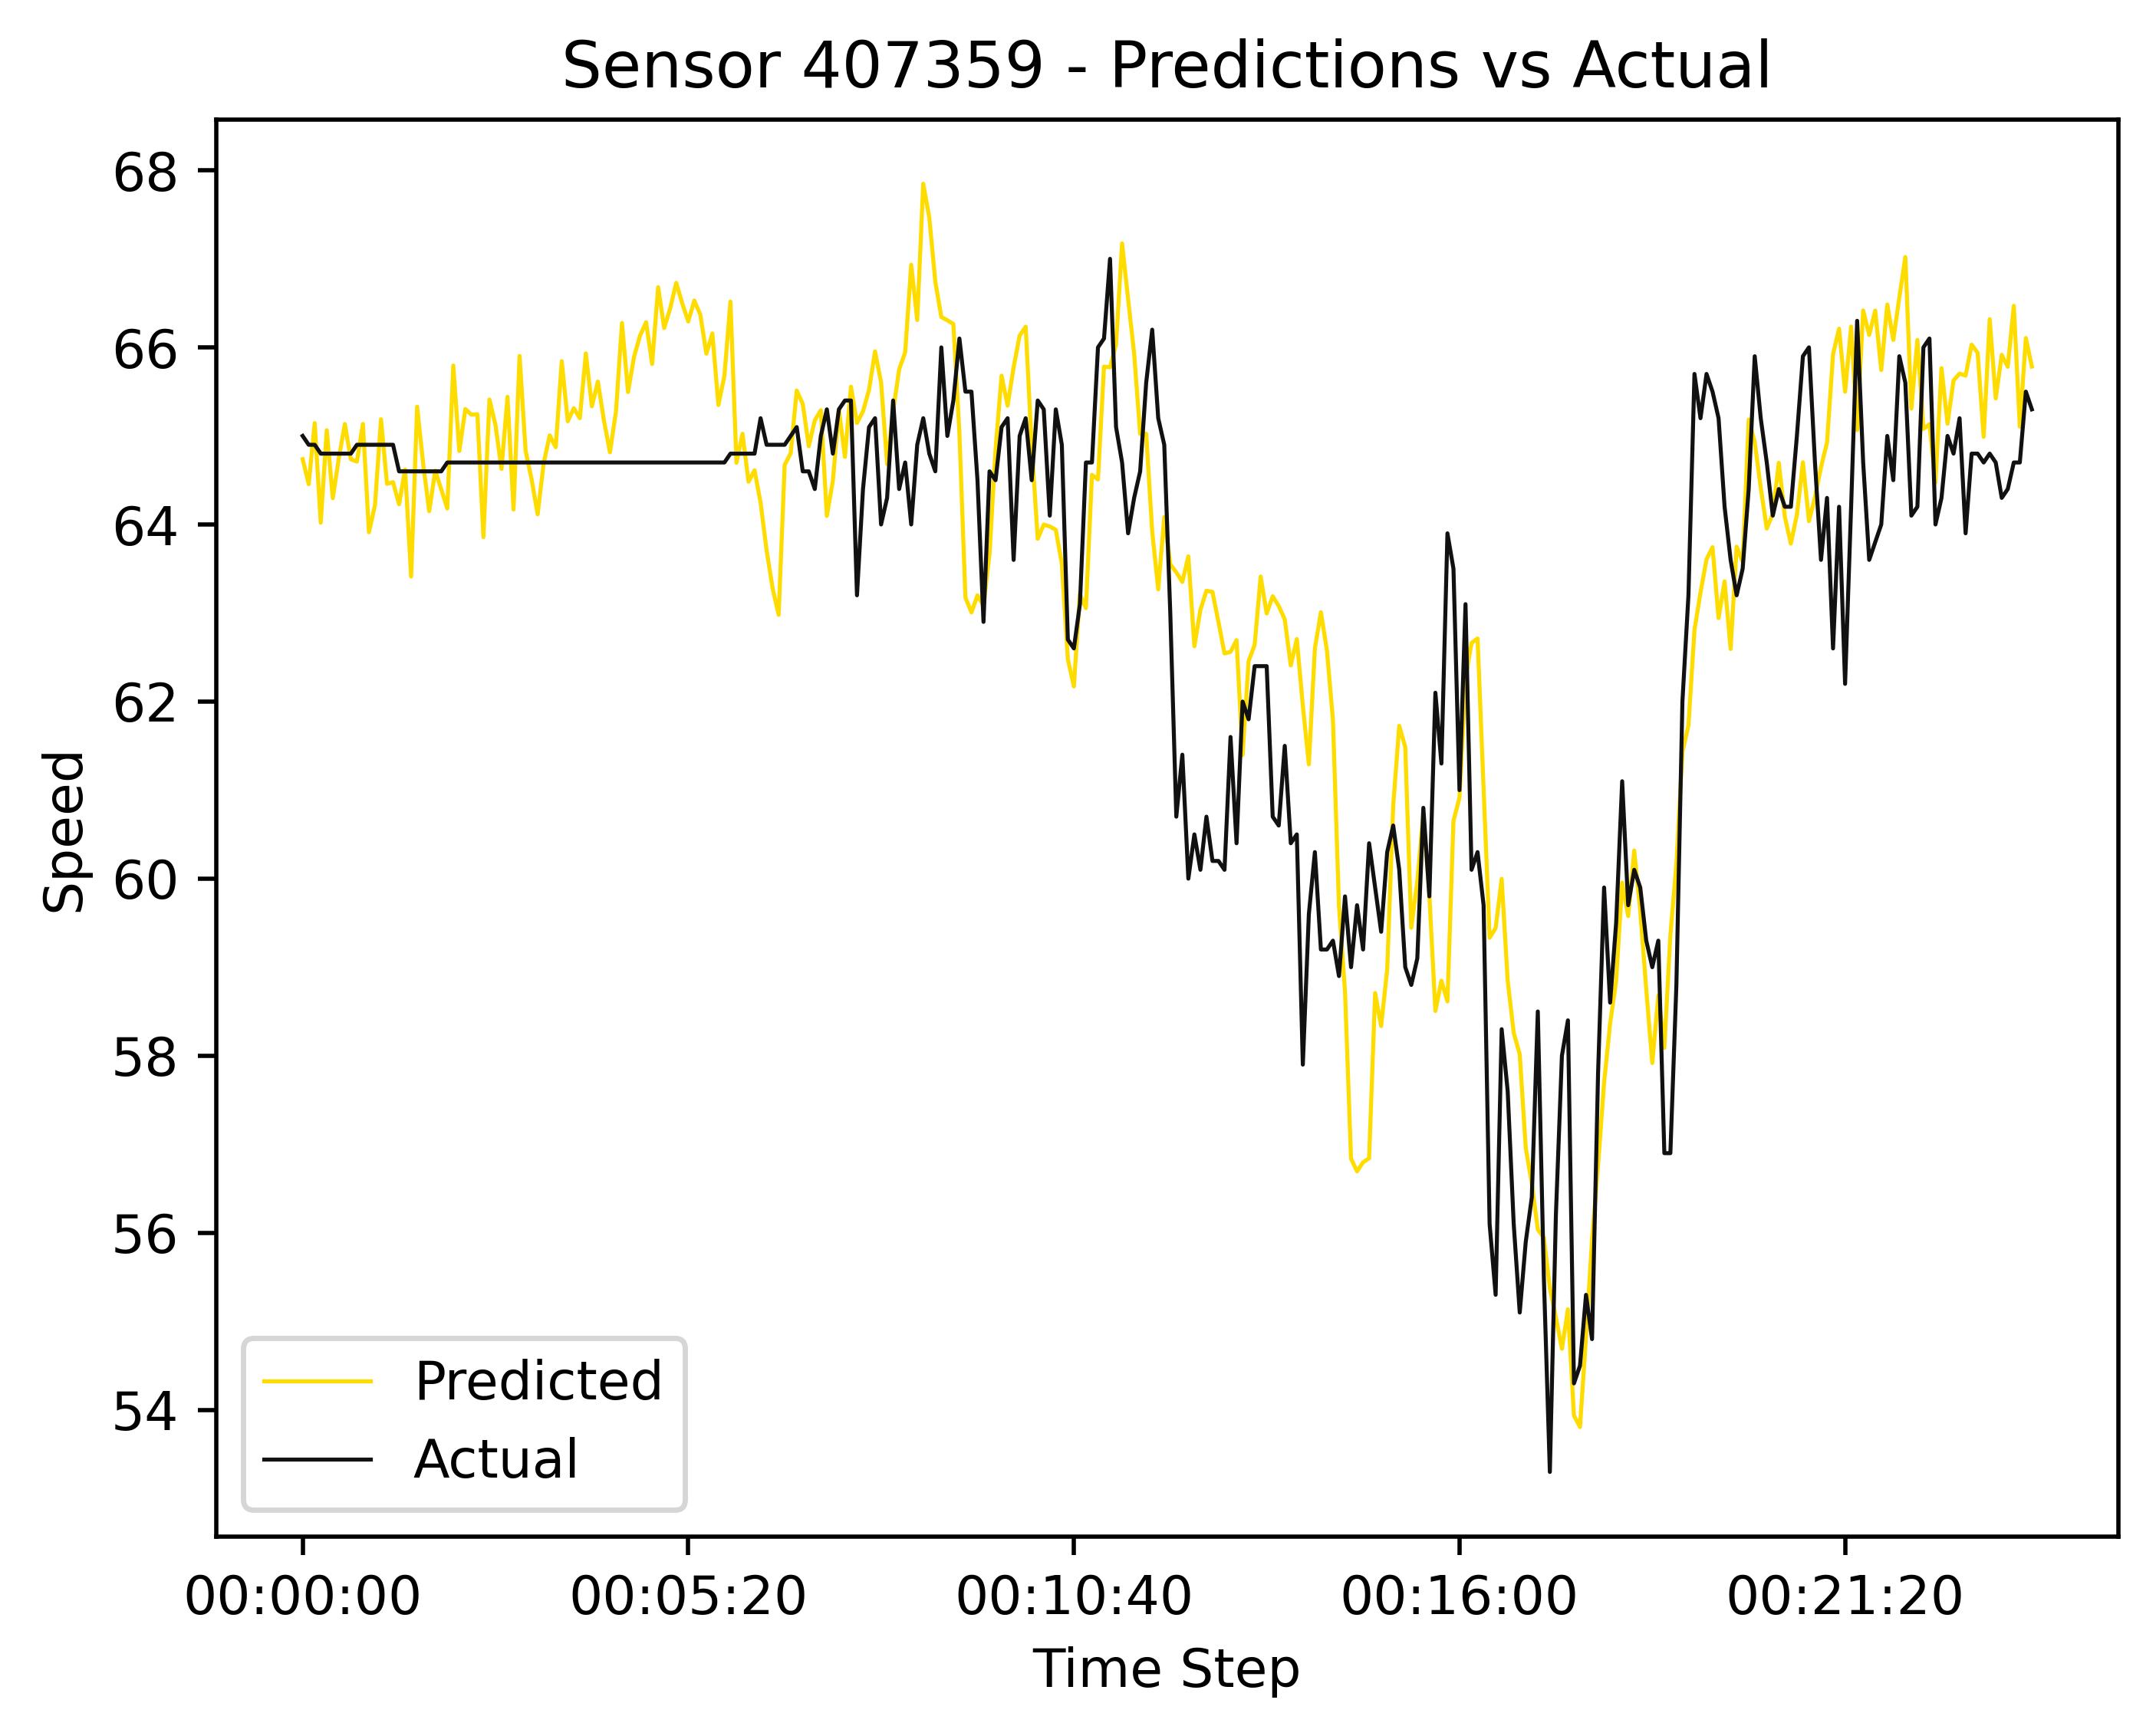 Sensor 407359 - Predictions vs Actual
68
66
64
62
60
58
56
54
Speed
Predicted
Actual
00:00:00 00:05:20 00:10:40 00:16:00 00:21:20
Time Step